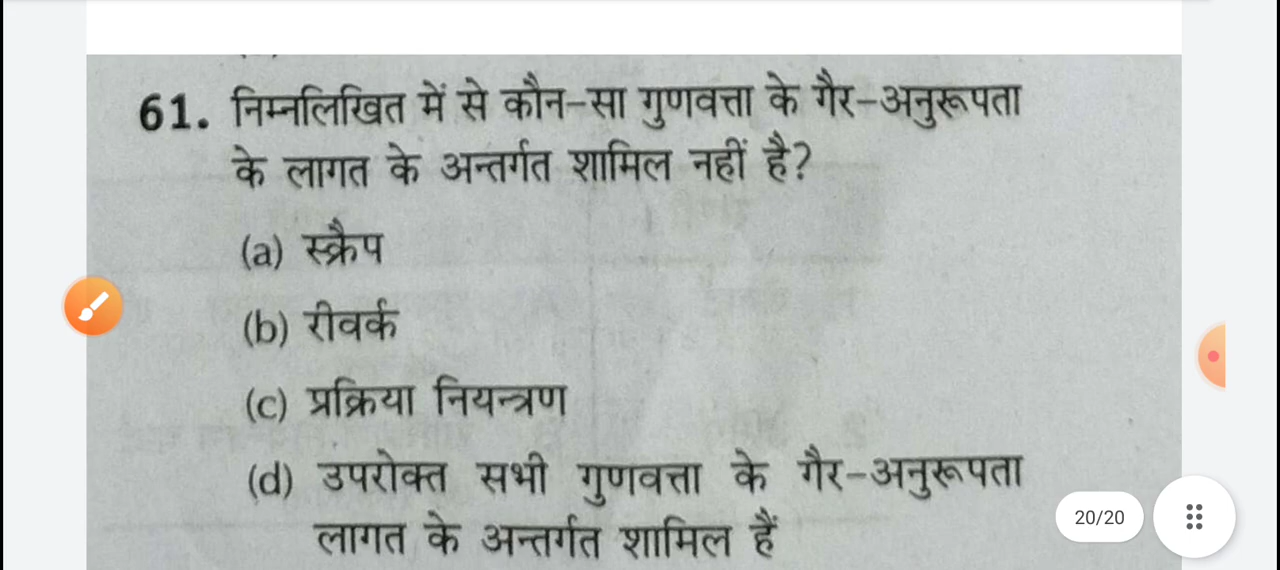 61. निम्नलिखित में से कौन-सा गुणवत्ता के गैर-अनुरूपता
के लागत के अन्तर्गत शामिल नहीं है?
(a) स्क्रैप
(b) रीवर्क
(c) प्रक्रिया नियन्त्रण
(d) उपरोक्त सभी गुणवत्ता के गैर-अनुरूपता
लागत के अन्तर्गत शामिल हैं
20/20